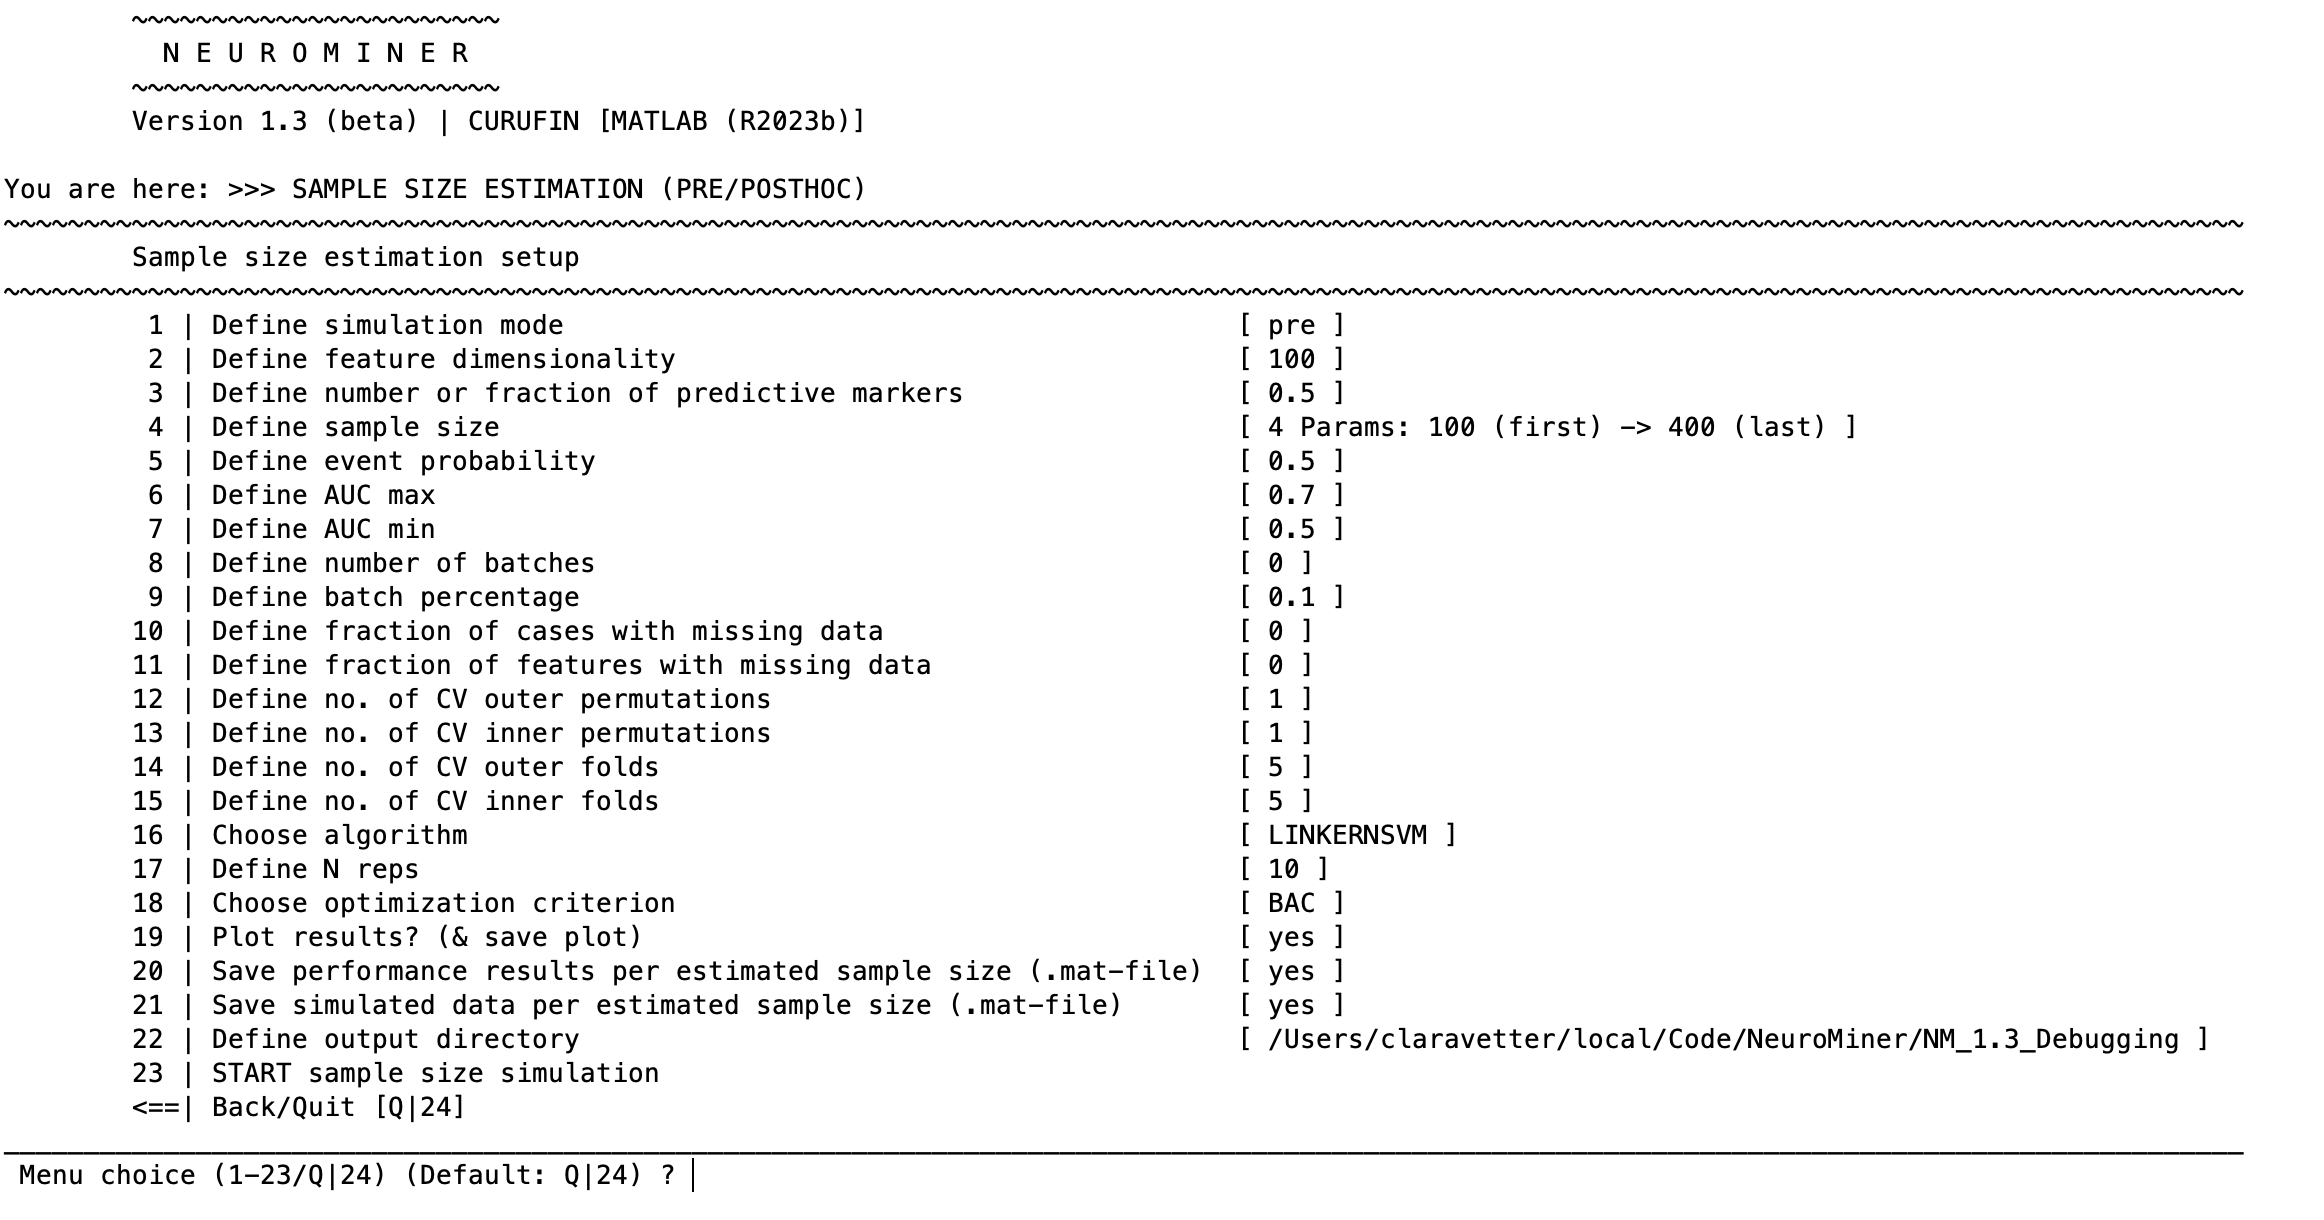 ~~~~~~~~~~~~~~~~~~~~~~~
N E U R O M I N E R
~~~~~~~~~~~~~~~~~~~~~~~
Version 1.3 (beta) | CURUFIN [MATLAB (R2023b)]
You are here: >>> SAMPLE SIZE ESTIMATION (PRE/POSTHOC)
Sample size estimation setup
1 | Define simulation mode [ pre ]
2 | Define feature dimensionality [ 100 ]
3 | Define number or fraction of predictive markers [ 0.5 ]
4 | Define sample size [ 4 Params: 100 (first) -> 400 (last) ]
5 | Define event probability [ 0.5 ]
6 | Define AUC max [ 0.7 ]
7 | Define AUC min [ 0.5 ]
8 | Define number of batches [ 0 ]
9 | Define batch percentage [ 0.1 ]
10 | Define fraction of cases with missing data [ 0 ]
11 | Define fraction of features with missing data [ 0 ]
12 | Define no. of CV outer permutations [ 1 ]
13 | Define no. of CV inner permutations [ 1 ]
14 | Define no. of CV outer folds [ 5 ]
15 | Define no. of CV inner folds [ 5 ]
16 | Choose algorithm [ LINKERNSVM ]
17 | Define N reps [ 10 ]
18 | Choose optimization criterion [ BAC ]
19 | Plot results? (& save plot) [ yes ]
20 | Save performance results per estimated sample size (.mat-file) [ yes ]
21 | Save simulated data per estimated sample size (.mat-file) [ yes ]
22 | Define output directory [ /Users/claravetter/local/Code/NeuroMiner/NM_1.3_Debugging ]
23 | START sample size simulation
<==| Back/Quit [Q|24]
Menu choice (1-23/Q|24) (Default: Q|24) ?